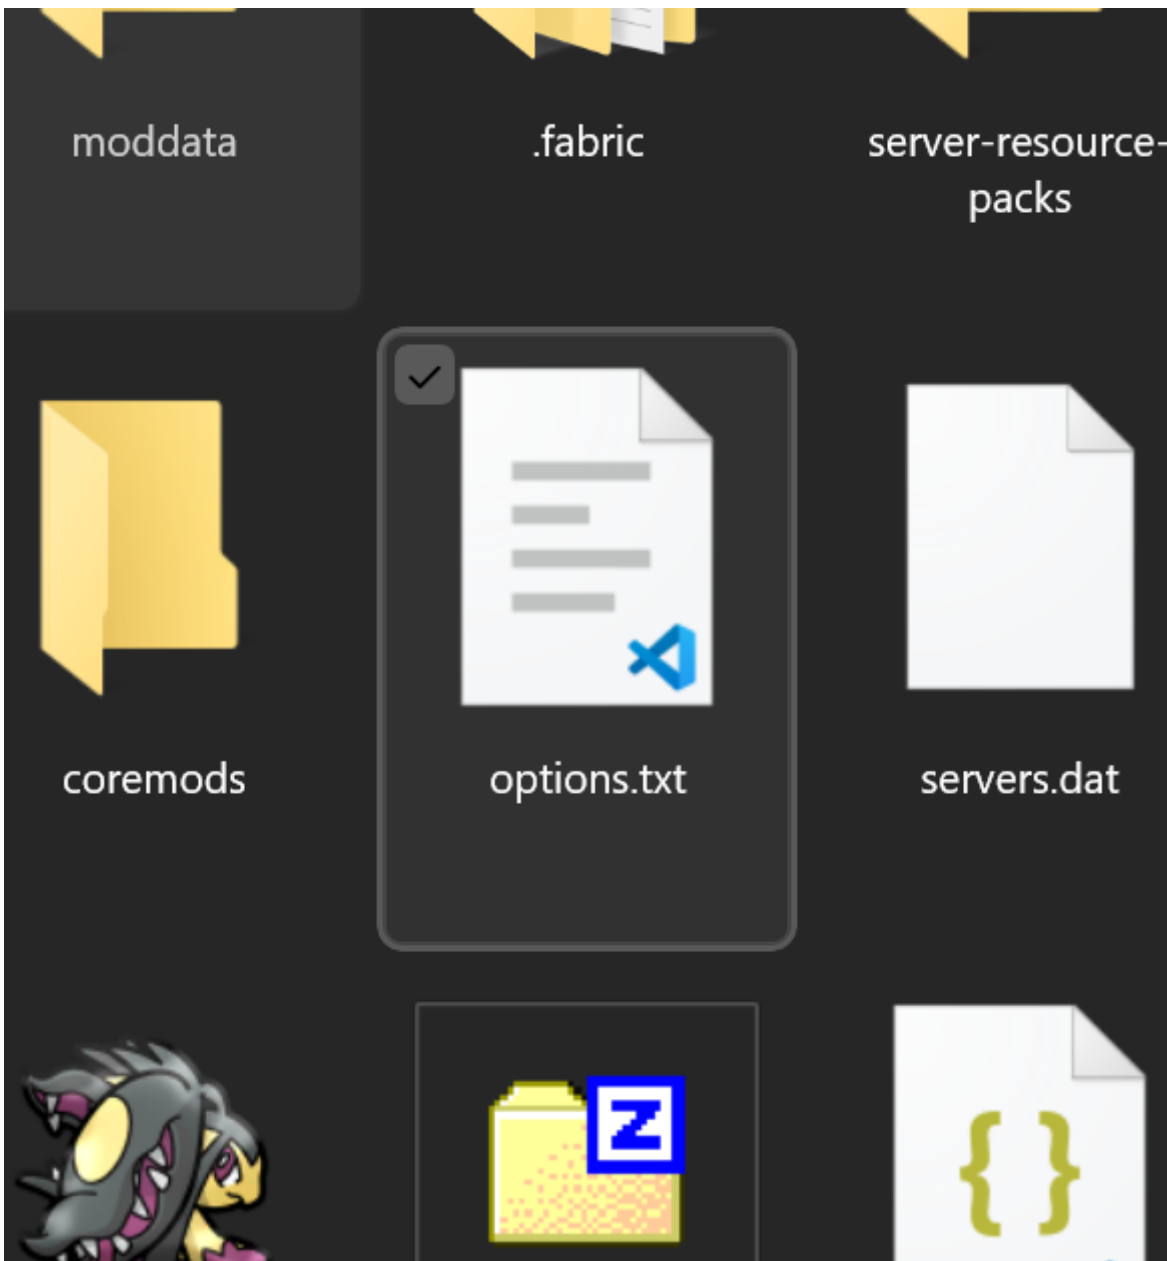 moddata
.fabric
server-resource-
packs
coremods
options.txt
servers.dat
Z
{ }